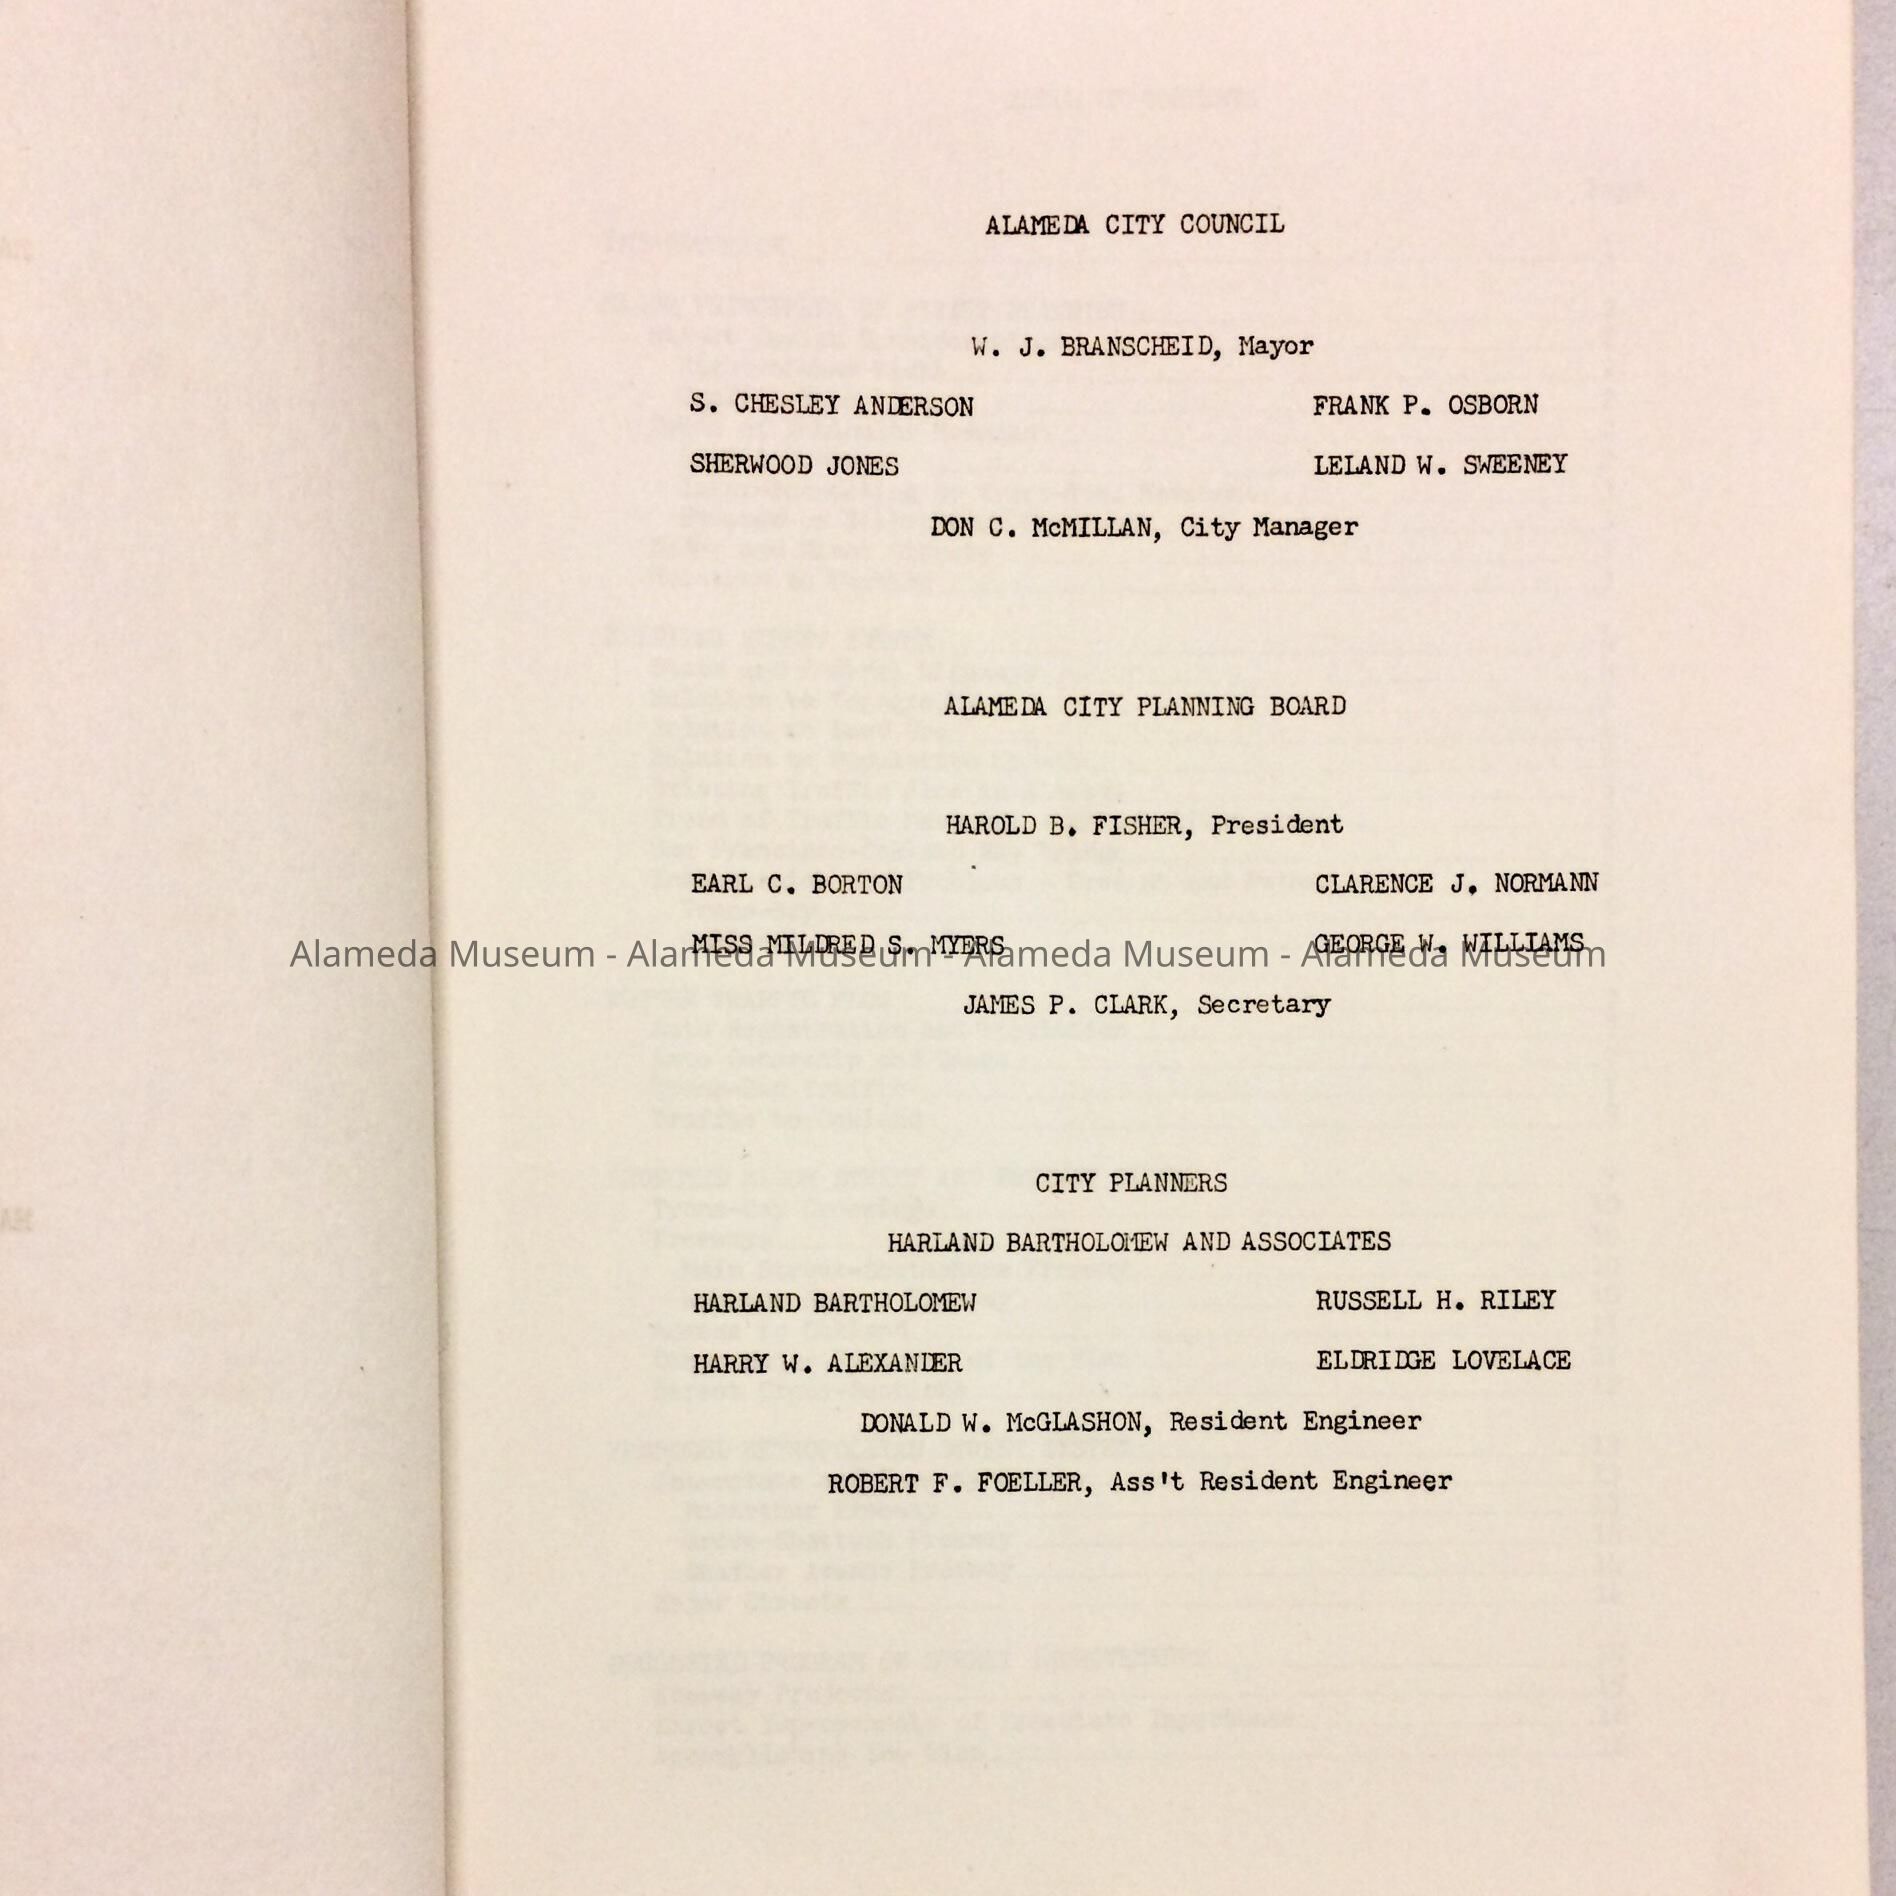 ALAMEDA CITY COUNCIL
W. J. BRANSCHEID, Mayor
S. CHESLEY ANDERSON FRANK P. OSBORN
SHERWOOD JONES LELAND W. SWEENEY
DON C. McMILLAN, City Manager
ALAMEDA CITY PLANNING BOARD
HAROLD B. FISHER, President
EARL C. BORTON CLARENCE J. NORMANN
MISS MILDRED S. MYERS GEORGE W. WILLIAMS
Alameda Museum - Alameda Museum - Alameda Museum - Alameda Museum
JAMES P. CLARK, Secretary
CITY PLANNERS
HARLAND BARTHOLOMEW AND ASSOCIATES
HARLAND BARTHOLOMEW RUSSELL H. RILEY
HARRY W. ALEXANDER ELDRIDGE LOVELACE
DONALD W. McGLASHON, Resident Engineer
ROBERT F. FOELLER, Ass't Resident Engineer